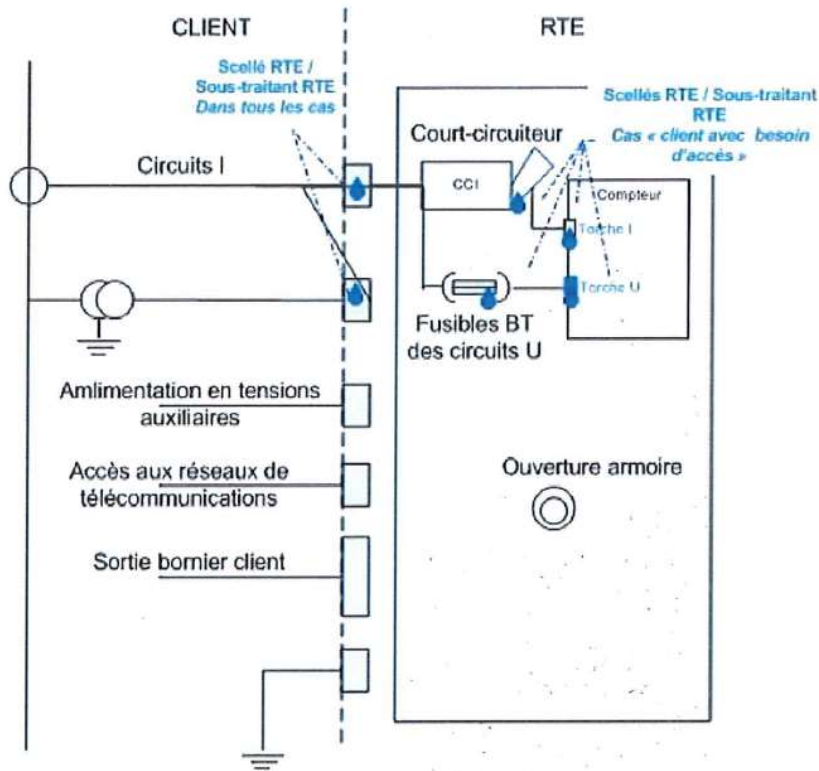 CLIENT
RTE
Scellé RTE /
Sous-traitant RTE
Dans tous les cas
Scellés RTE / Sous-traitant
RTE
Cas « client avec besoin
d'accès »
Court-circuiteur
Circuits I
CCI
Compteur
Torche I
Torche U
Fusibles BT
des circuits U
Amlimentation en tensions
auxiliaires
Accès aux réseaux de
télécommunications
Ouverture armoire
Sortie bornier client